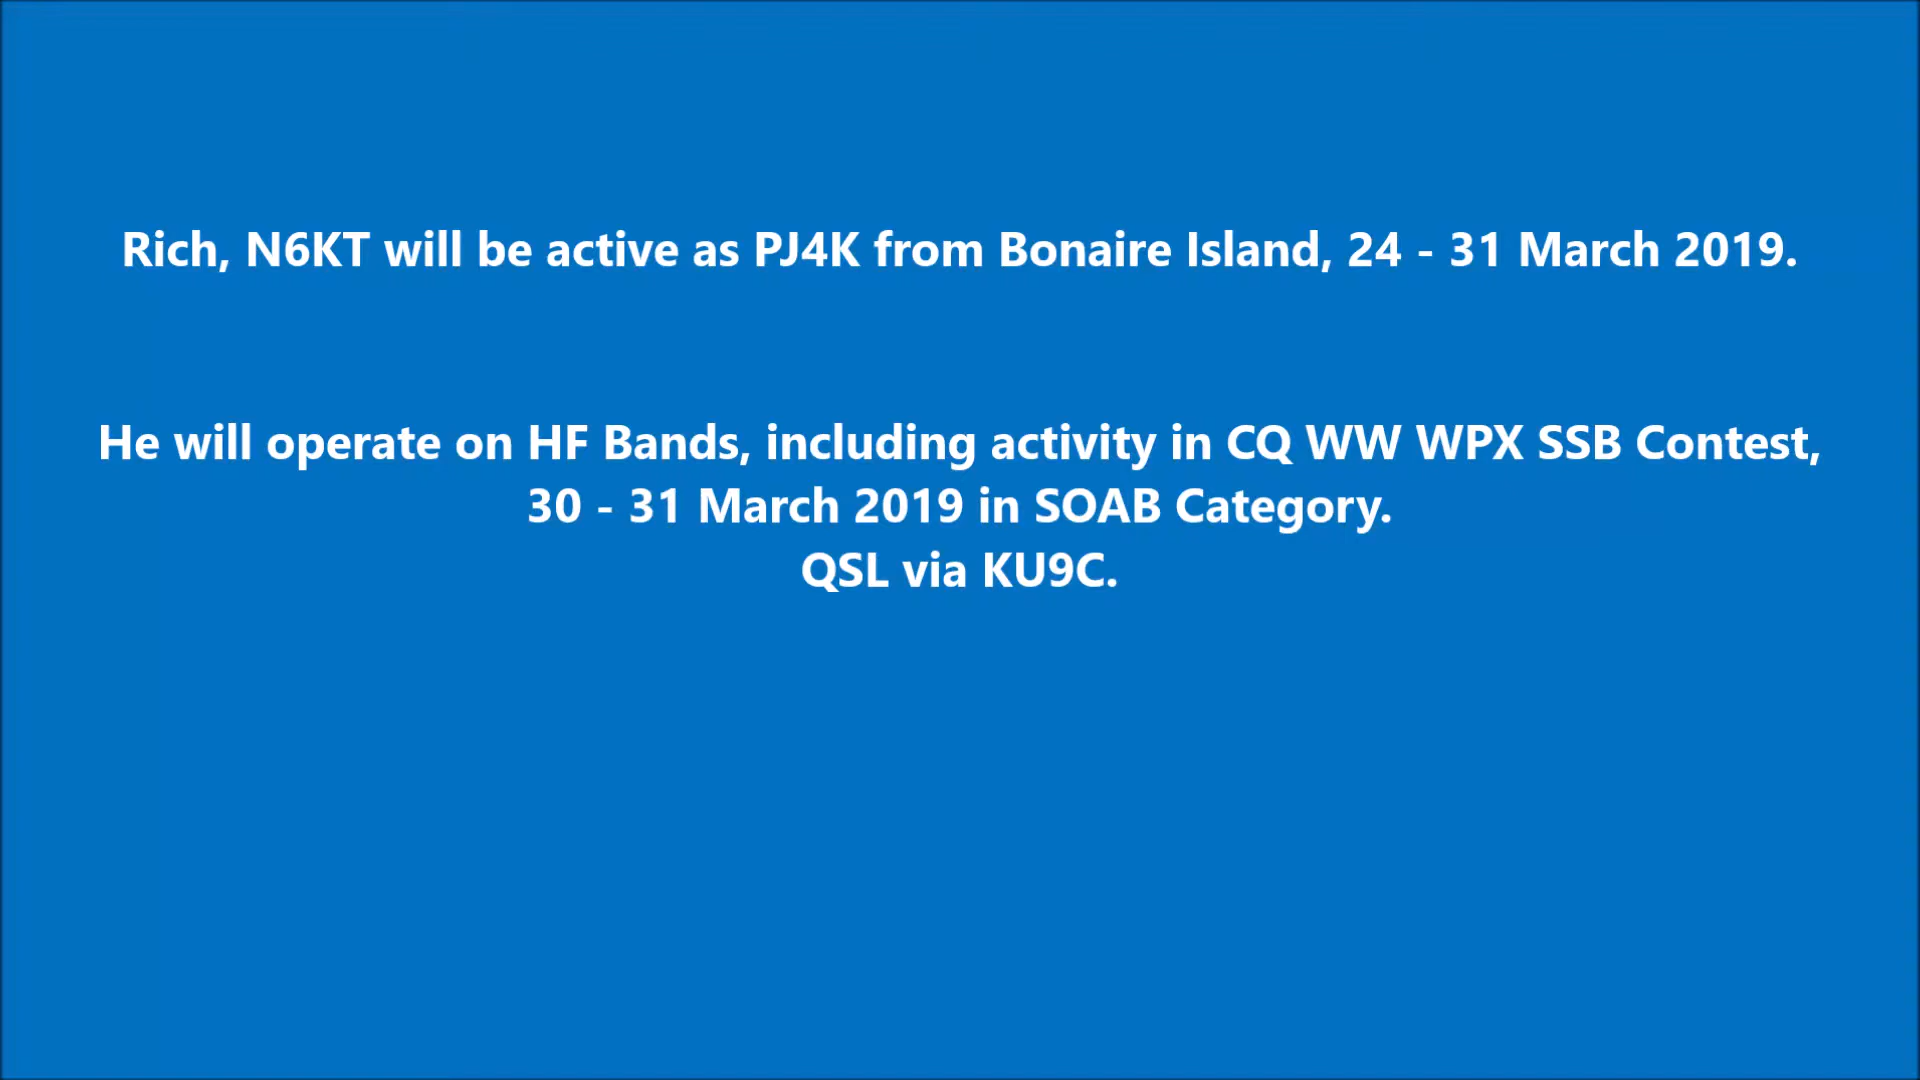 Rich, N6KT will be active as PJ4K from Bonaire Island, 24 - 31 March 2019.
He will operate on HF Bands, including activity in CQ WW WPX SSB Contest,
30 - 31 March 2019 in SOAB Category.
QSL via KU9C.